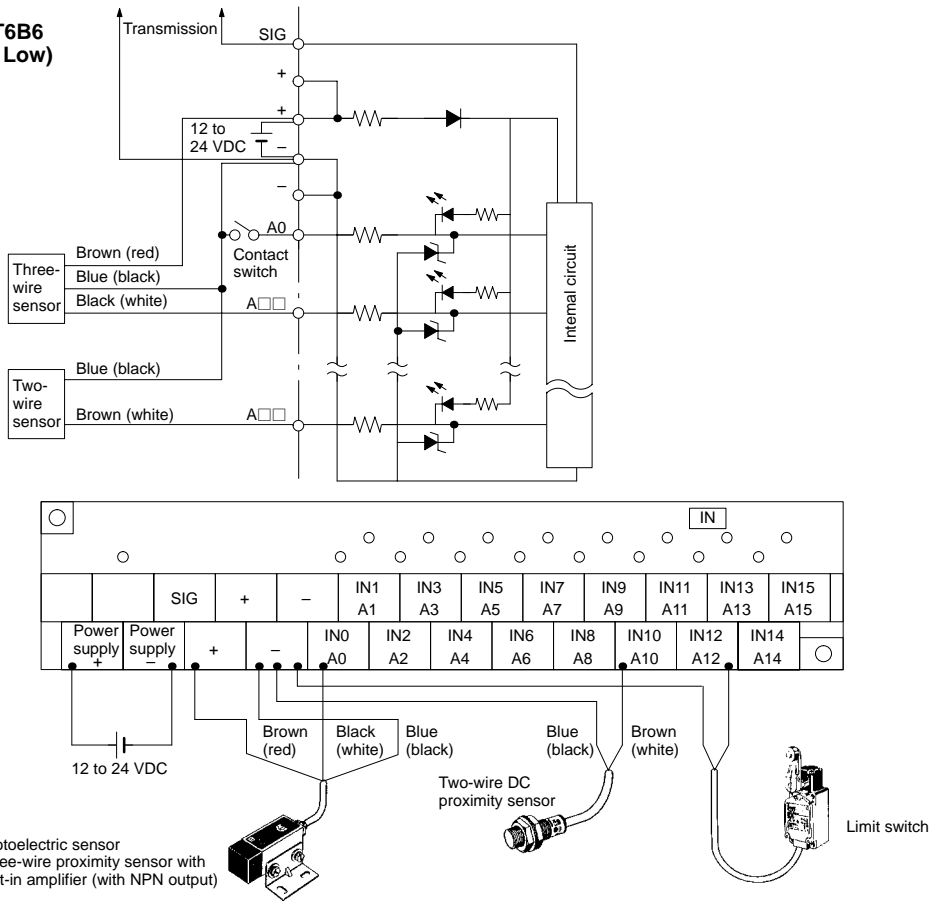 T6B6
Low)
Transmission
SIG
+
+
12 to
24 VDC
–
–
A0
Contact
switch
Three-
wire
sensor
Brown (red)
Blue (black)
Black (white)
A□□
Internal circuit
Two-
wire
sensor
Blue (black)
Brown (white)
A□□
IN
SIG
+
–
IN1
A1
IN3
A3
IN5
A5
IN7
A7
IN9
A9
IN11
A11
IN13
A13
IN15
A15
Power
supply
+
Power
supply
–
+
–
IN0
A0
IN2
A2
IN4
A4
IN6
A6
IN8
A8
IN10
A10
IN12
A12
IN14
A14
12 to 24 VDC
Brown
(red)
Black
(white)
Blue
(black)
Blue
(black)
Brown
(white)
Two-wire DC
proximity sensor
Limit switch
otoelectric sensor
ree-wire proximity sensor with
t-in amplifier (with NPN output)